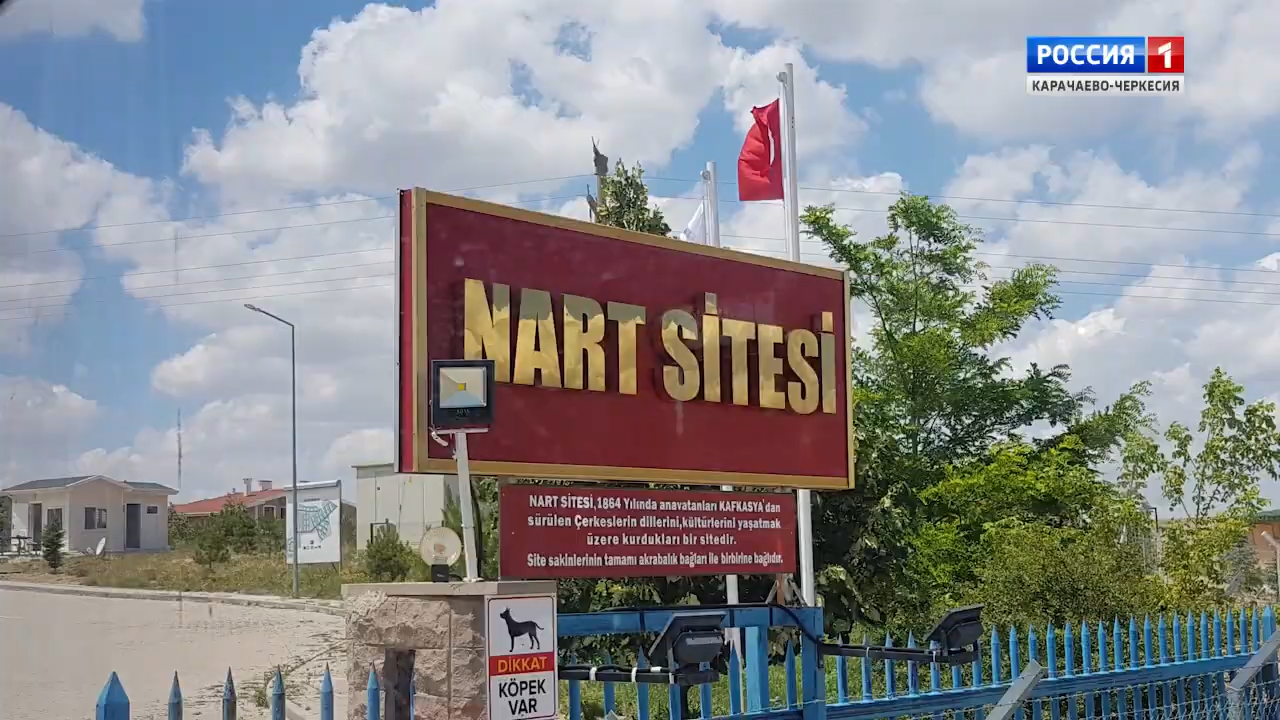 РОССИЯ 1
КАРАЧАЕВО-ЧЕРКЕСИЯ
NART SİTESİ
NART SİTESİ,1864 Yılında anavatanları KAFKASYA'dan
sürülen Çerkeslerin dillerini,kültürlerini yaşatmak
üzere kurdukları bir sitedir.
Site sakinlerinin tamamı akrabalık bağları ile birbirine bağlıdır.
DİKKAT
KÖPEK
VAR